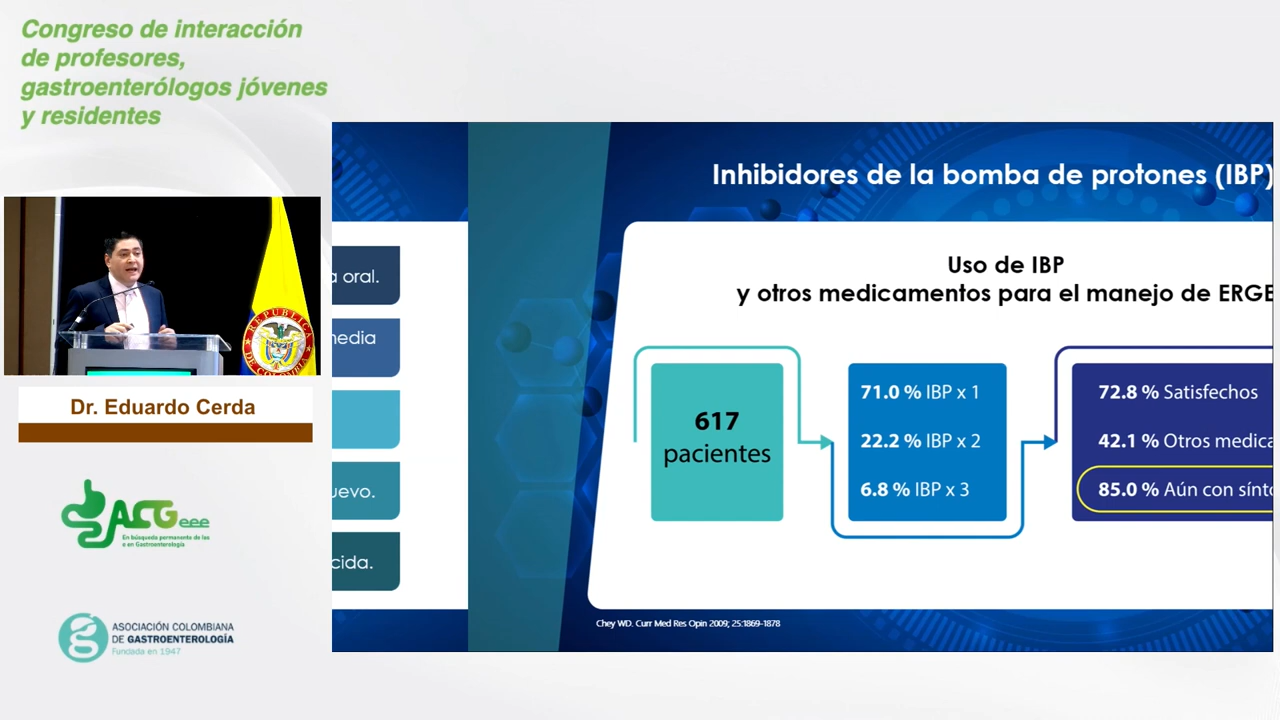 Congreso de interacción
de profesores,
gastroenterólogos jóvenes
y residentes
Dr. Eduardo Cerda
ACGeee
En búsqueda permanente de las
e en Gastroenterología
ASOCIACIÓN COLOMBIANA
DE GASTROENTEROLOGÍA
Fundada en 1947
REPUBLICA
DE COLOMBIA
a oral.
media
uevo.
cida.
Inhibidores de la bomba de protones (IBP)
Uso de IBP
y otros medicamentos para el manejo de ERGE
617
pacientes
71.0 % IBP x 1
22.2 % IBP x 2
6.8 % IBP x 3
72.8 % Satisfechos
42.1 % Otros medica
85.0 % Aún con sínto
Chey WD. Curr Med Res Opin 2009; 25:1869-1878